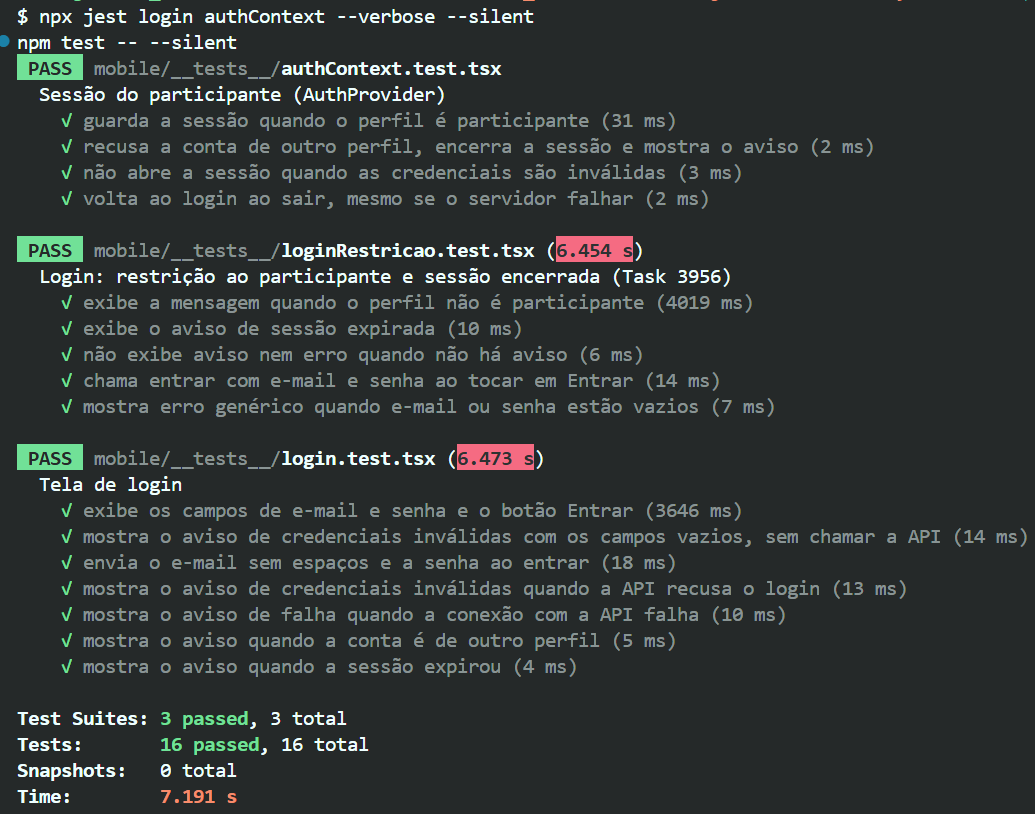 $ npx jest login authContext --verbose --silent
npm test -- --silent
PASS mobile/__tests__/authContext.test.tsx
Sessão do participante (AuthProvider)
√ guarda a sessão quando o perfil é participante (31 ms)
√ recusa a conta de outro perfil, encerra a sessão e mostra o aviso (2 ms)
√ não abre a sessão quando as credenciais são inválidas (3 ms)
√ volta ao login ao sair, mesmo se o servidor falhar (2 ms)
PASS mobile/__tests__/loginRestricao.test.tsx (6.454 s)
Login: restrição ao participante e sessão encerrada (Task 3956)
√ exibe a mensagem quando o perfil não é participante (4019 ms)
√ exibe o aviso de sessão expirada (10 ms)
√ não exibe aviso nem erro quando não há aviso (6 ms)
√ chama entrar com e-mail e senha ao tocar em Entrar (14 ms)
√ mostra erro genérico quando e-mail ou senha estão vazios (7 ms)
PASS mobile/__tests__/login.test.tsx (6.473 s)
Tela de login
√ exibe os campos de e-mail e senha e o botão Entrar (3646 ms)
√ mostra o aviso de credenciais inválidas com os campos vazios, sem chamar a API (14 ms)
√ envia o e-mail sem espaços e a senha ao entrar (18 ms)
√ mostra o aviso de credenciais inválidas quando a API recusa o login (13 ms)
√ mostra o aviso de falha quando a conexão com a API falha (10 ms)
√ mostra o aviso quando a conta é de outro perfil (5 ms)
√ mostra o aviso quando a sessão expirou (4 ms)
Test Suites: 3 passed, 3 total
Tests: 16 passed, 16 total
Snapshots: 0 total
Time: 7.191 s